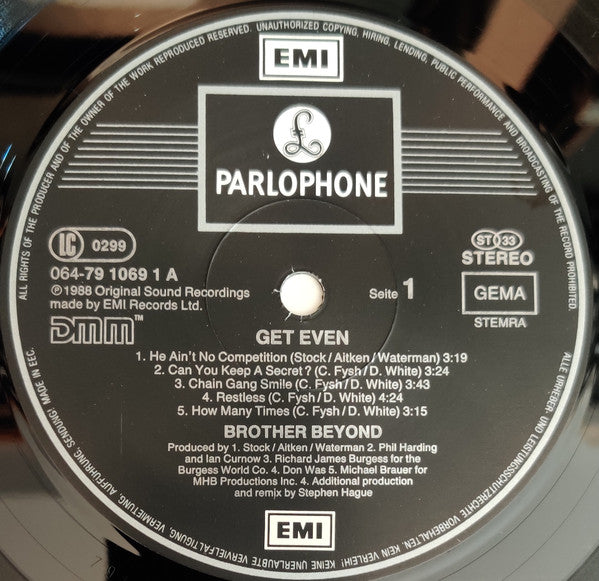 EMI
£
PARLOPHONE
LC 0299
064-79 1069 1 A
Ⓟ1988 Original Sound Recordings
made by EMI Records Ltd.
DMM™
Seite 1
ST 33
STEREO
GEMA
STEMRA
GET EVEN
1. He Ain't No Competition (Stock/Aitken/Waterman) 3:19
2. Can You Keep A Secret? (C. Fysh/D. White) 3:24
3. Chain Gang Smile (C. Fysh/D. White) 3:43
4. Restless (C. Fysh/D. White) 4:24
5. How Many Times (C. Fysh/D. White) 3:15
BROTHER BEYOND
Produced by 1. Stock/Aitken/Waterman 2. Phil Harding
and Ian Curnow 3. Richard James Burgess for the
Burgess World Co. 4. Don Was 5. Michael Brauer for
MHB Productions Inc. 4. Additional production
and remix by Stephen Hague
EMI
ALL RIGHTS OF THE PRODUCER AND OF THE OWNER OF THE WORK REPRODUCED RESERVED. UNAUTHORIZED COPYING, HIRING, LENDING, PUBLIC PERFORMANCE AND BROADCASTING OF THE RECORD PROHIBITED.
ALLE URHEBER- UND LEISTUNGSSCHUTZRECHTE VORBEHALTEN. KEIN VERLEIH! KEINE UNERLAUBTE VERVIELFÄLTIGUNG, VERMIETUNG, AUFFÜHRUNG, SENDUNG! MADE IN EEC.